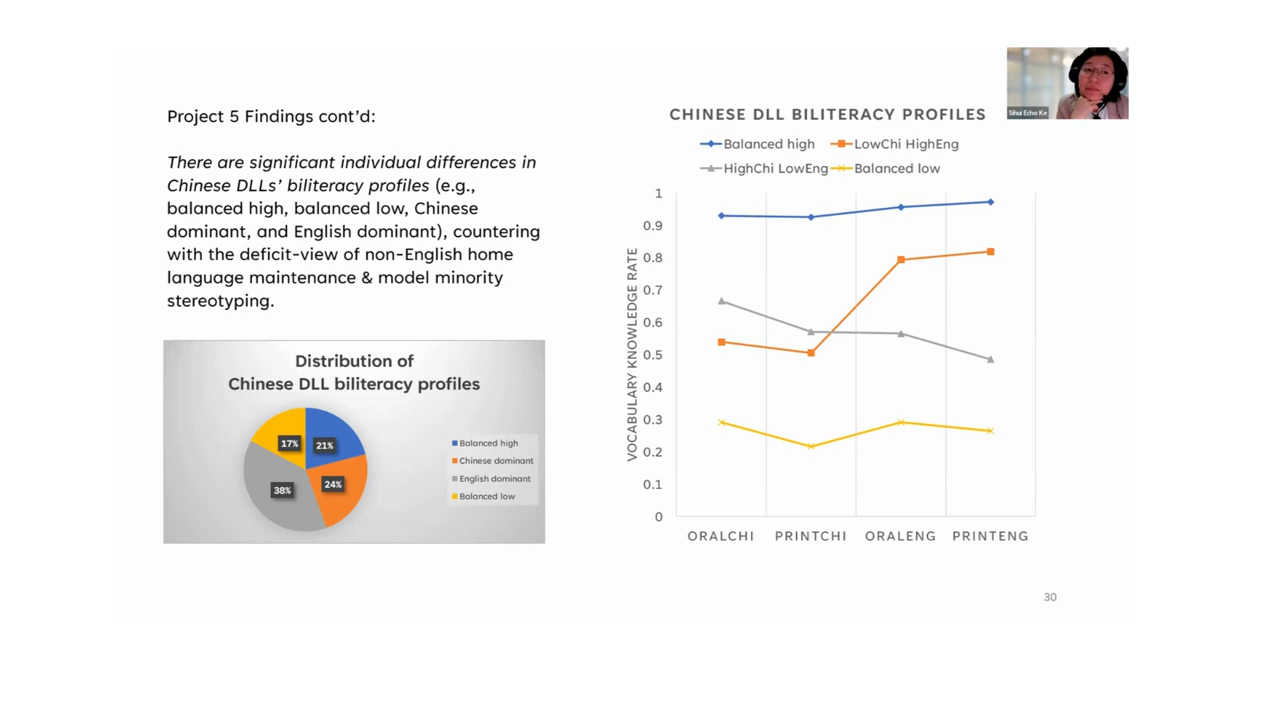 Project 5 Findings cont’d:
There are significant individual differences in
Chinese DLLs’ biliteracy profiles (e.g.,
balanced high, balanced low, Chinese
dominant, and English dominant), countering
with the deficit-view of non-English home
language maintenance & model minority
stereotyping.
Distribution of
Chinese DLL biliteracy profiles
17%
21%
38%
24%
Balanced high
Chinese dominant
English dominant
Balanced low
CHINESE DLL BILITERACY PROFILES
Balanced high
LowChi HighEng
HighChi LowEng
Balanced low
VOCABULARY KNOWLEDGE RATE
1
0.9
0.8
0.7
0.6
0.5
0.4
0.3
0.2
0.1
0
ORALCHI PRINTCHI ORALENG PRINTENG
Sihui Echo Ke
30